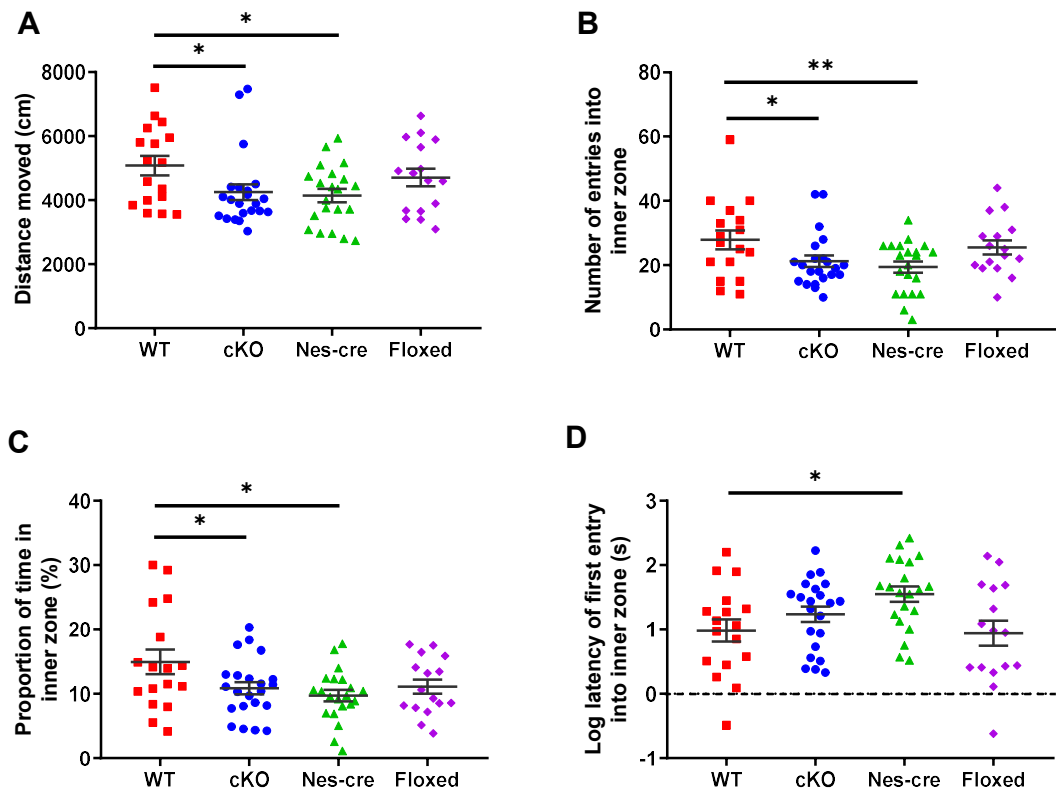 A
*
*
Distance moved (cm)
8000
6000
4000
2000
0
WT cKO Nes-cre Floxed
B
**
*
Number of entries into
inner zone
80
60
40
20
0
WT cKO Nes-cre Floxed
C
*
*
Proportion of time in
inner zone (%)
40
30
20
10
0
WT cKO Nes-cre Floxed
D
*
Log latency of first entry
into inner zone (s)
3
2
1
0
-1
WT cKO Nes-cre Floxed